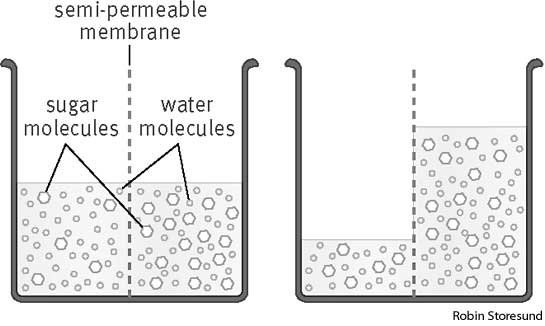 semi-permeable
membrane
sugar
molecules
water
molecules
Robin Storesund